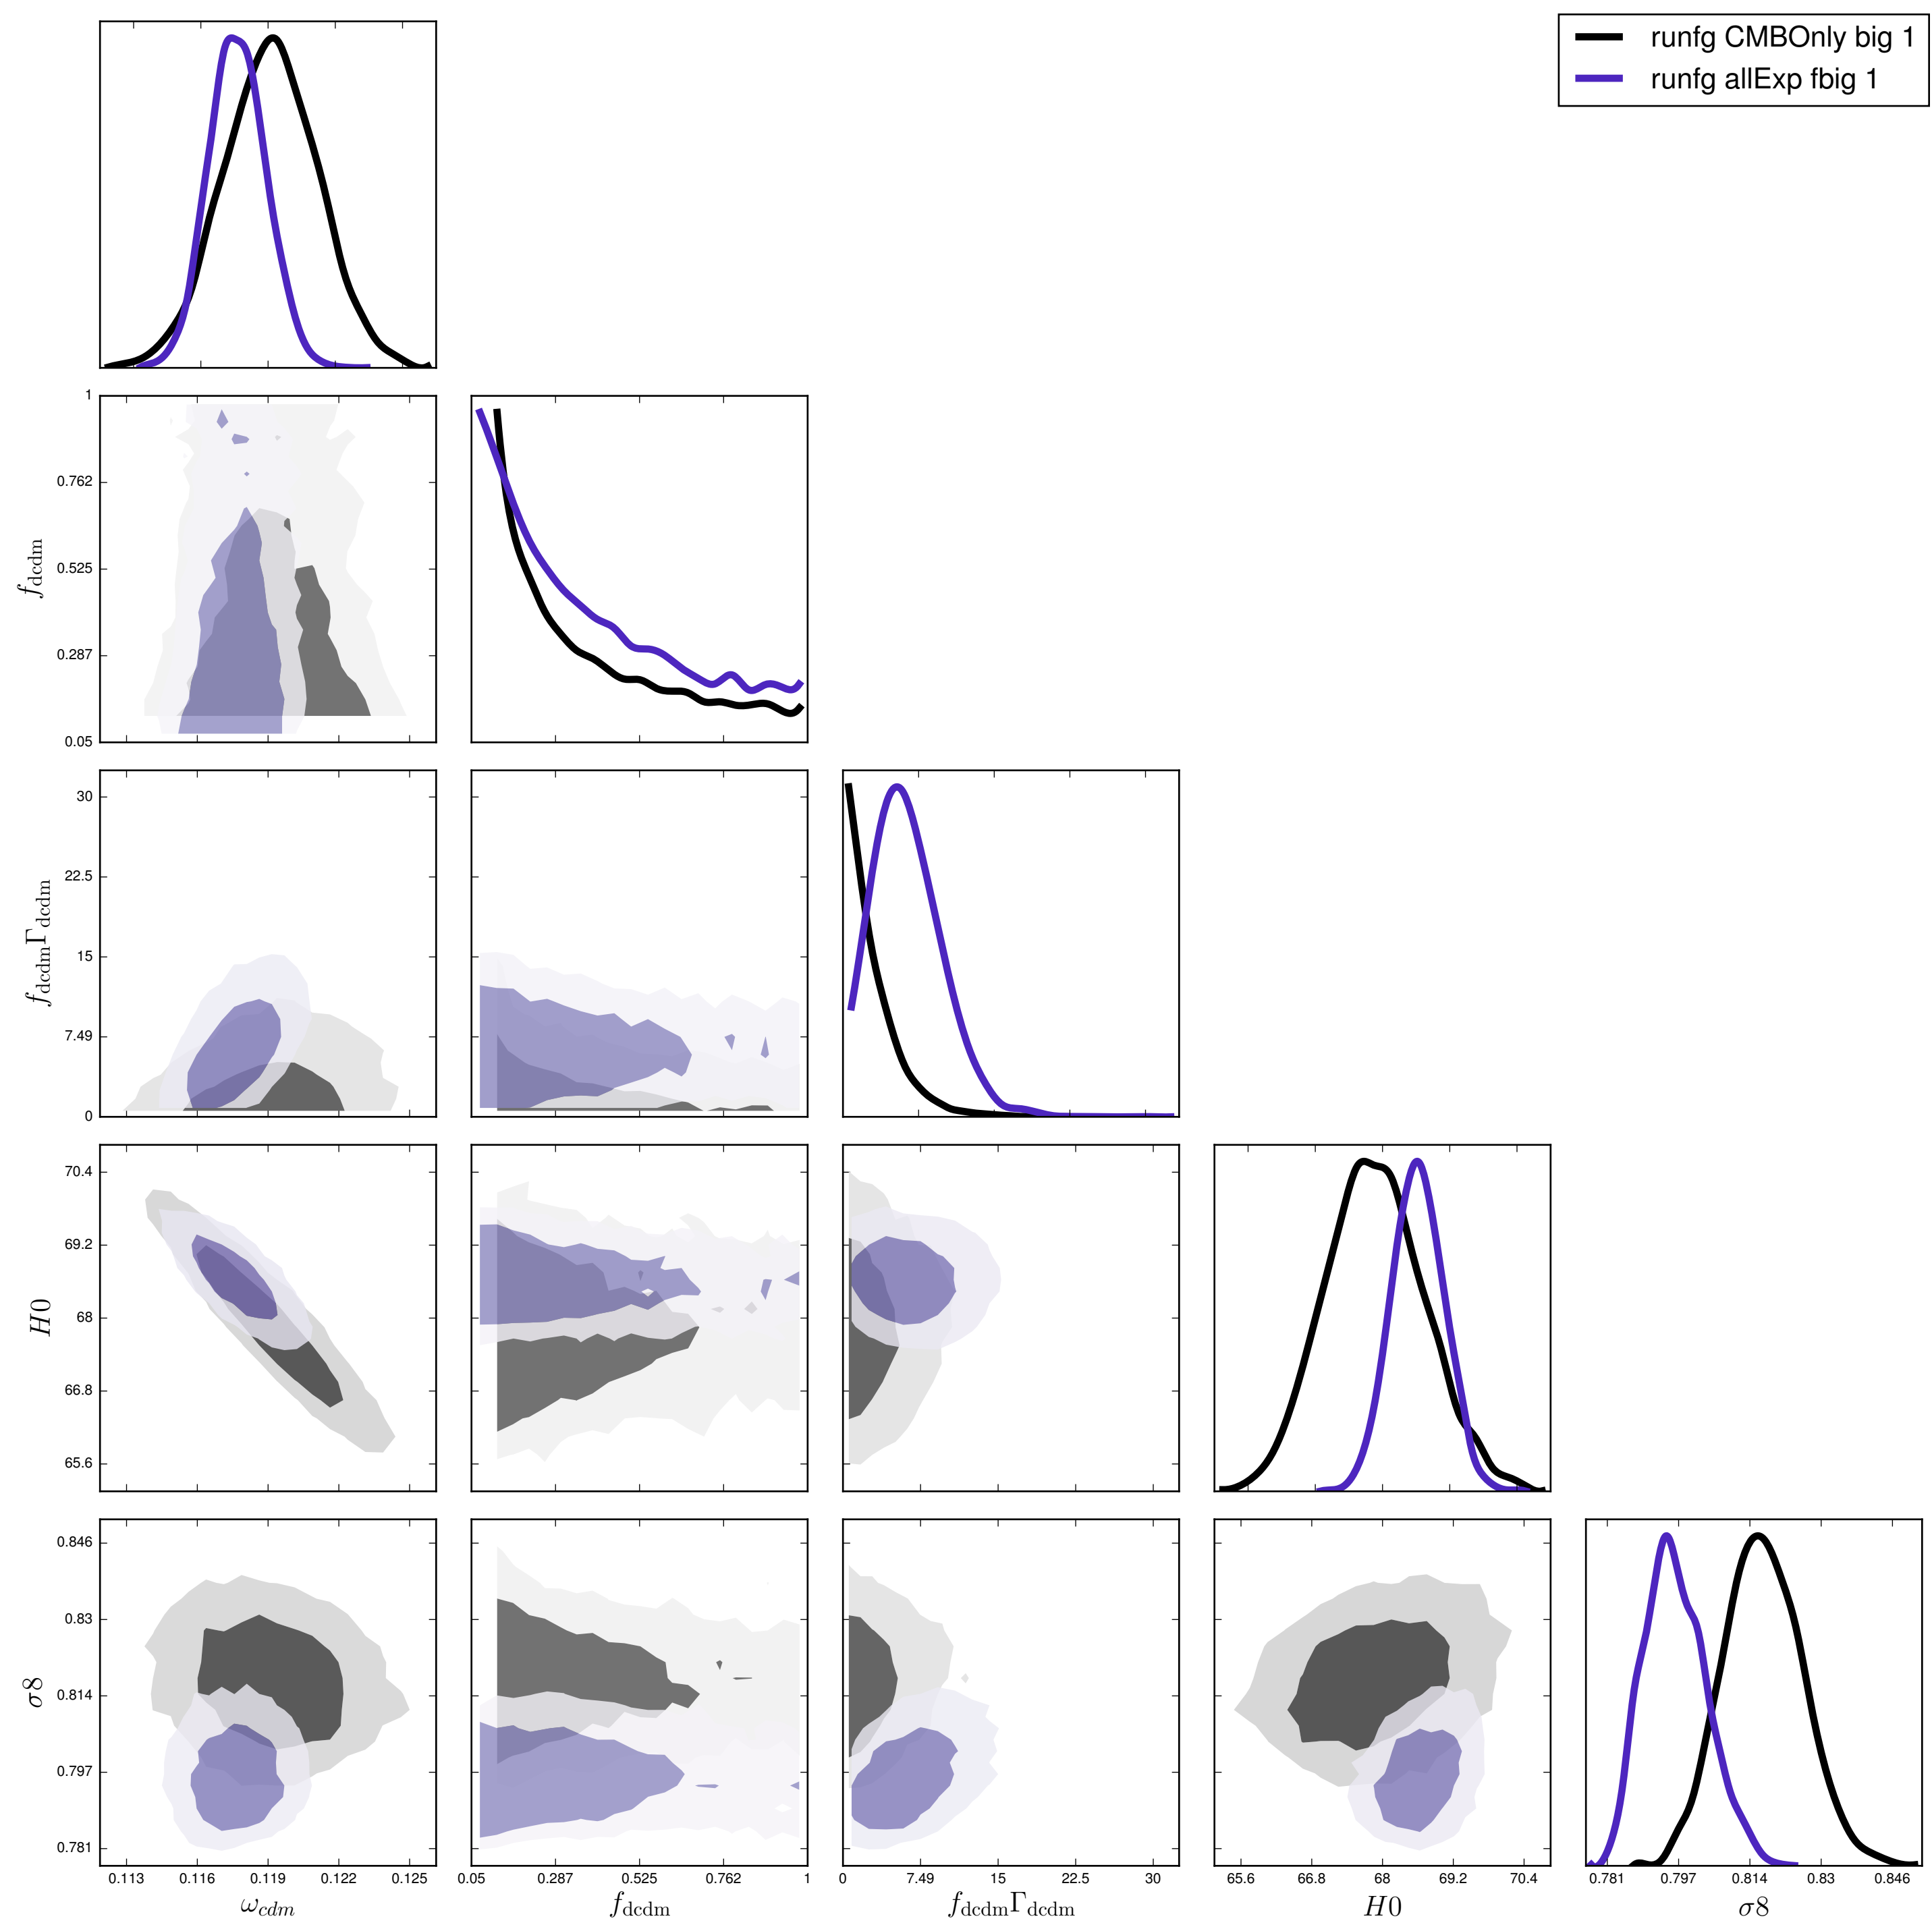 runfg CMBOnly big 1
runfg allExp fbig 1
1
0.762
0.525
0.287
0.05
f_dcdm
30
22.5
15
7.49
0
f_dcdmΓ_dcdm
70.4
69.2
68
66.8
65.6
H0
0.846
0.83
0.814
0.797
0.781
σ8
0.113 0.116 0.119 0.122 0.125
0.05 0.287 0.525 0.762 1
0 7.49 15 22.5 30
65.6 66.8 68 69.2 70.4
0.781 0.797 0.814 0.83 0.846
ω_cdm
f_dcdm
f_dcdmΓ_dcdm
H0
σ8